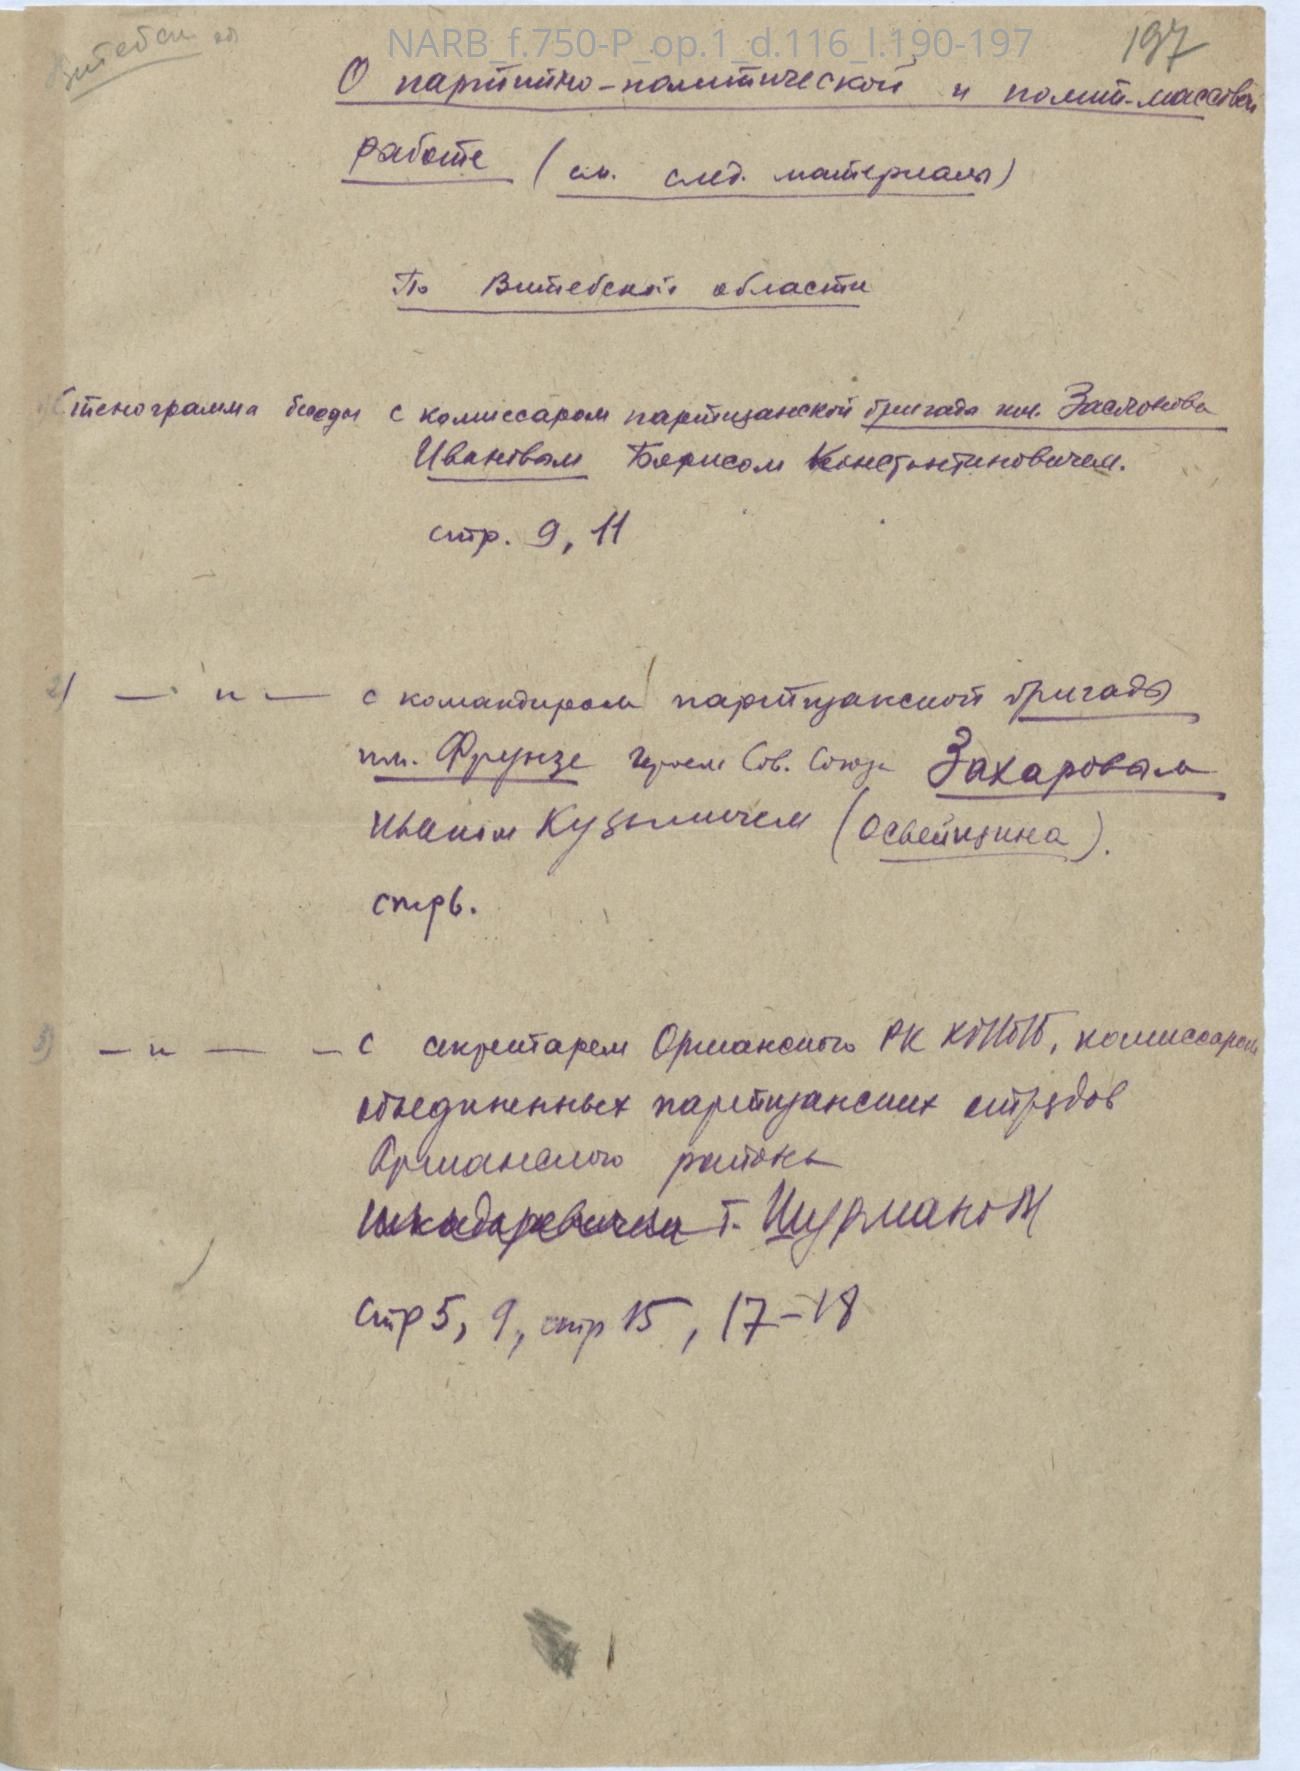 Витебск. об
NARB_f.750-P_op.1_d.116_l.190-197
197
О партийно-политической и полит-массовой
работе (см. след. материалы)
По Витебской области
Стенограмма беседы с комиссаром партизанской бригады им. Заслонова
Ивановым Борисом Константиновичем.
стр. 9, 11
2) — " — с командиром партизанской бригады
им. Фрунзе героем Сов. Союза Захаровым
Иваном Кузьмичем (Освейщина).
стр 6.
3) — " — — с секретарем Оршанского РК КП(б)Б, комиссаром
объединенных партизанских отрядов
Оршанского района
т. Шурманом
Стр 5, 9, стр 15, 17-18